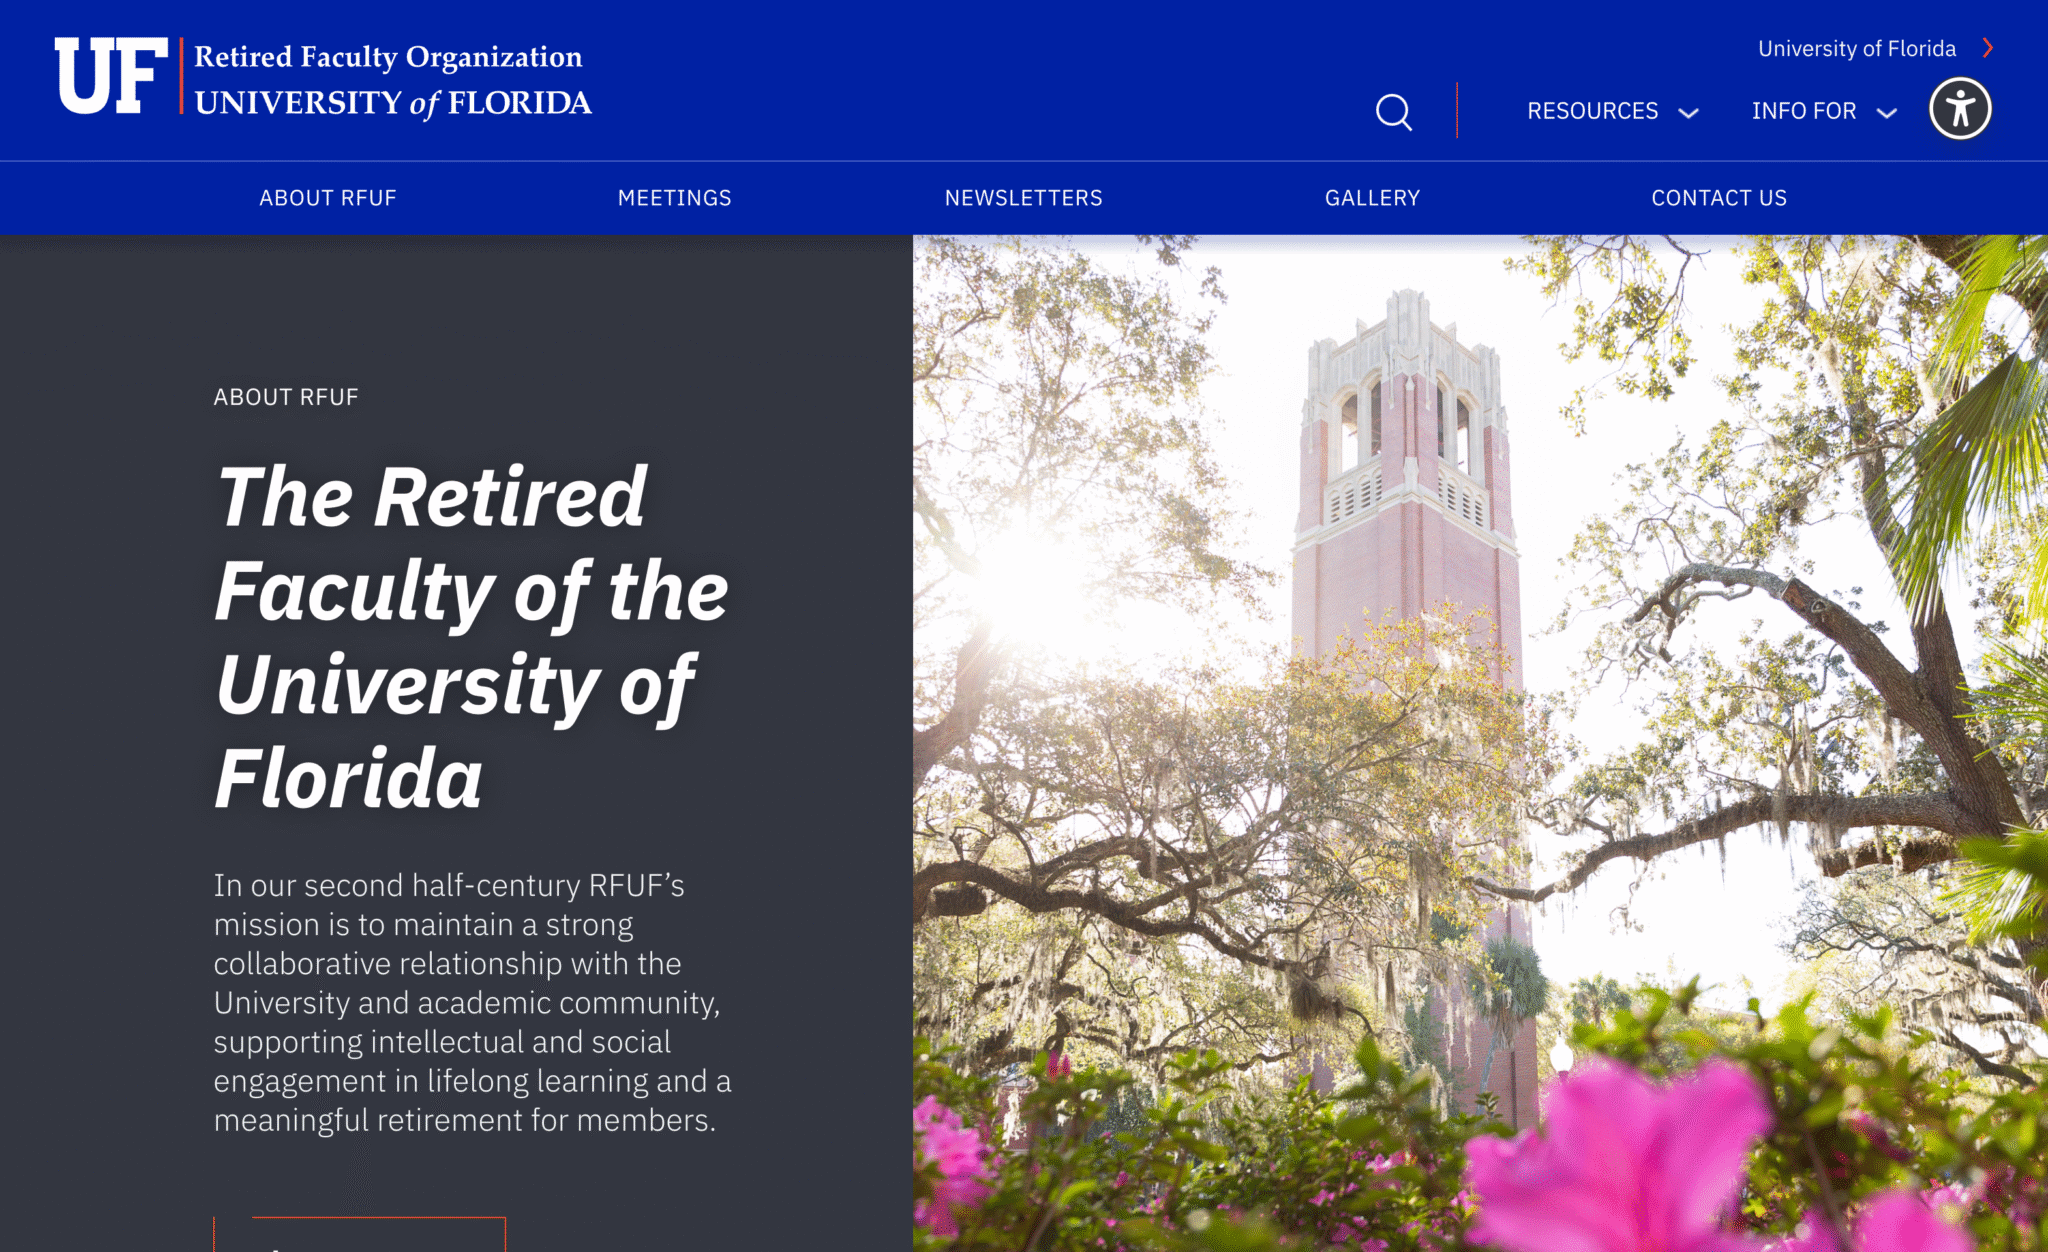 UF
Retired Faculty Organization
UNIVERSITY of FLORIDA
University of Florida
RESOURCES
INFO FOR
ABOUT RFUF
MEETINGS
NEWSLETTERS
GALLERY
CONTACT US
ABOUT RFUF
The Retired
Faculty of the
University of
Florida
In our second half-century RFUF’s
mission is to maintain a strong
collaborative relationship with the
University and academic community,
supporting intellectual and social
engagement in lifelong learning and a
meaningful retirement for members.